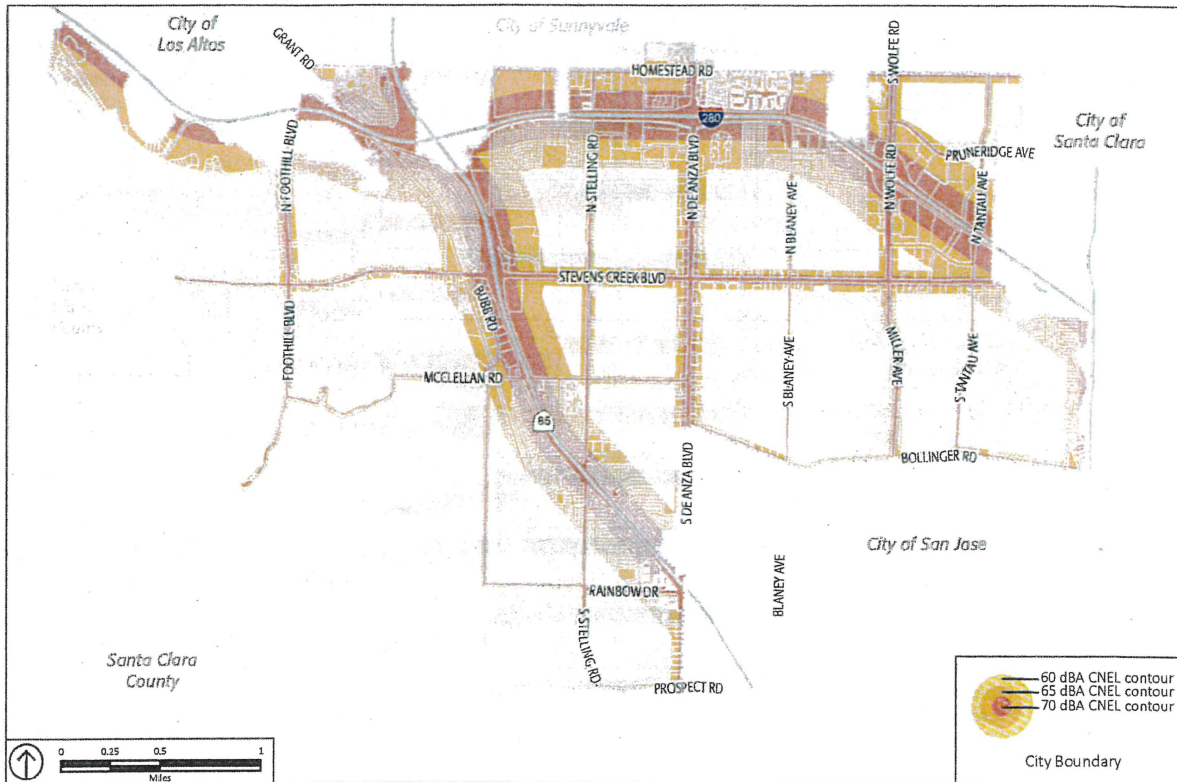 City of
Los Altos
City of Sunnyvale
GRANT RD
HOMESTEAD RD
S WOLFE RD
280
City of
Santa Clara
PRUNERIDGE AVE
N FOOTHILL BLVD
N STELLING RD
N DE ANZA BLVD
N BLANEY AVE
N WOLFE RD
N TANTAU AVE
STEVENS CREEK BLVD
BUBB RD
FOOTHILL BLVD
S BLANEY AVE
MILLER AVE
S TANTAU AVE
MCCLELLAN RD
85
BOLLINGER RD
S DE ANZA BLVD
City of San Jose
BLANEY AVE
RAINBOW DR
S STELLING RD
Santa Clara
County
PROSPECT RD
60 dBA CNEL contour
65 dBA CNEL contour
70 dBA CNEL contour
City Boundary
0 0.25 0.5 1
Miles